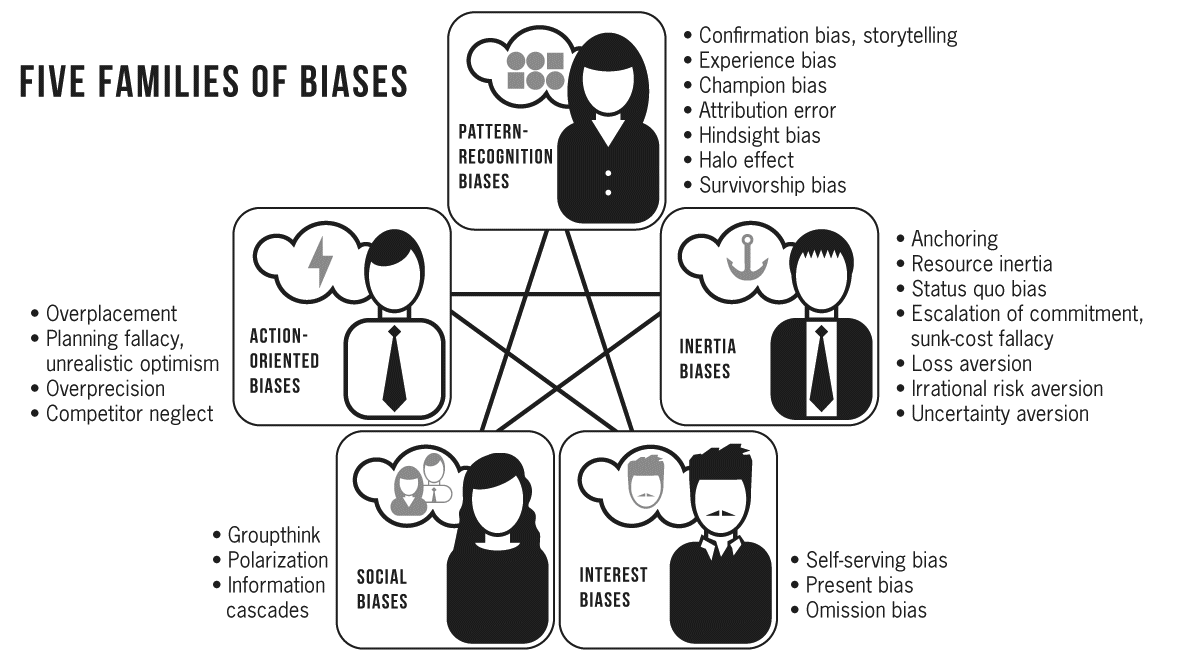 FIVE FAMILIES OF BIASES
PATTERN-
RECOGNITION
BIASES
• Confirmation bias, storytelling
• Experience bias
• Champion bias
• Attribution error
• Hindsight bias
• Halo effect
• Survivorship bias
ACTION-
ORIENTED
BIASES
• Overplacement
• Planning fallacy,
unrealistic optimism
• Overprecision
• Competitor neglect
INERTIA
BIASES
• Anchoring
• Resource inertia
• Status quo bias
• Escalation of commitment,
sunk-cost fallacy
• Loss aversion
• Irrational risk aversion
• Uncertainty aversion
SOCIAL
BIASES
• Groupthink
• Polarization
• Information
cascades
INTEREST
BIASES
• Self-serving bias
• Present bias
• Omission bias